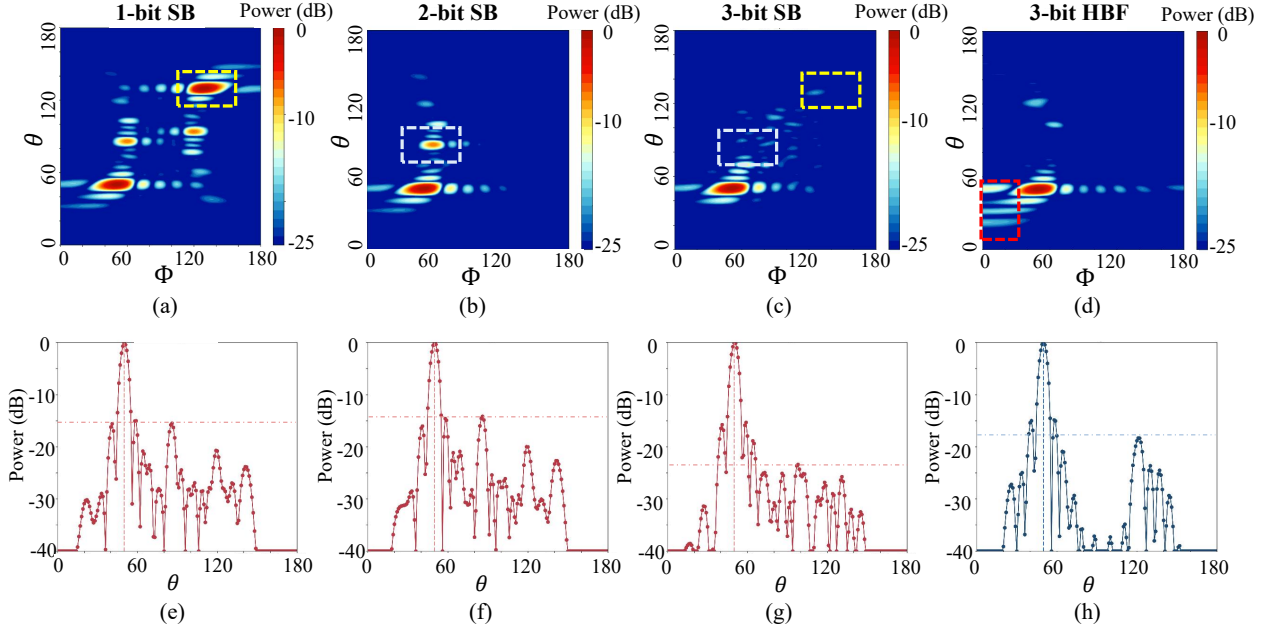 1-bit SB Power (dB) 2-bit SB Power (dB) 3-bit SB Power (dB) 3-bit HBF Power (dB)
180 0 180 0 180 0 180 0
120 -10 120 -10 120 -10 120 -10
θ θ θ θ
60 60 60 60
0 -25 0 -25 0 -25 0 -25
0 60 120 180 0 60 120 180 0 60 120 180 0 60 120 180
Φ Φ Φ Φ
(a) (b) (c) (d)
0 0 0 0
-10 -10 -10 -10
Power (dB) Power (dB) Power (dB) Power (dB)
-20 -20 -20 -20
-30 -30 -30 -30
-40 -40 -40 -40
0 60 120 180 0 60 120 180 0 60 120 180 0 60 120 180
θ θ θ θ
(e) (f) (g) (h)